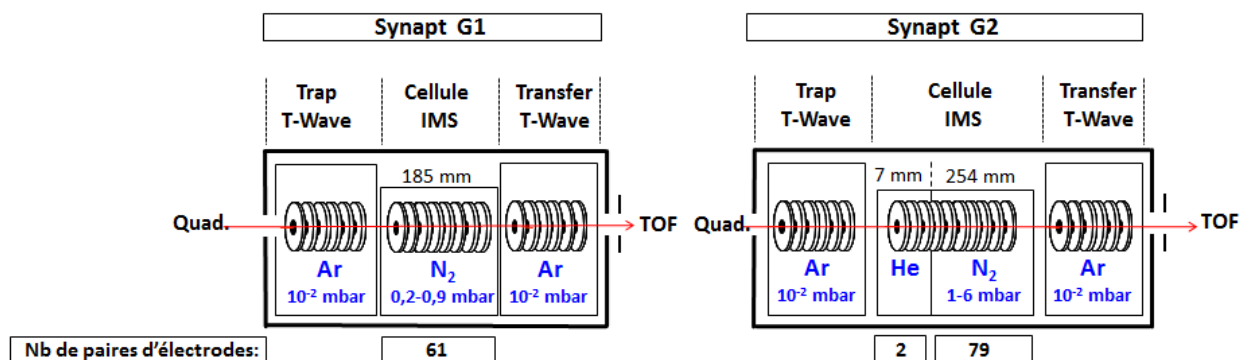 Synapt G1
Trap
T-Wave
Cellule
IMS
Transfer
T-Wave
185 mm
Quad.
TOF
Ar
10-2 mbar
N2
0,2-0,9 mbar
Ar
10-2 mbar
Synapt G2
Trap
T-Wave
Cellule
IMS
Transfer
T-Wave
7 mm
254 mm
Quad.
TOF
Ar
10-2 mbar
He
N2
1-6 mbar
Ar
10-2 mbar
Nb de paires d'électrodes:
61
2
79